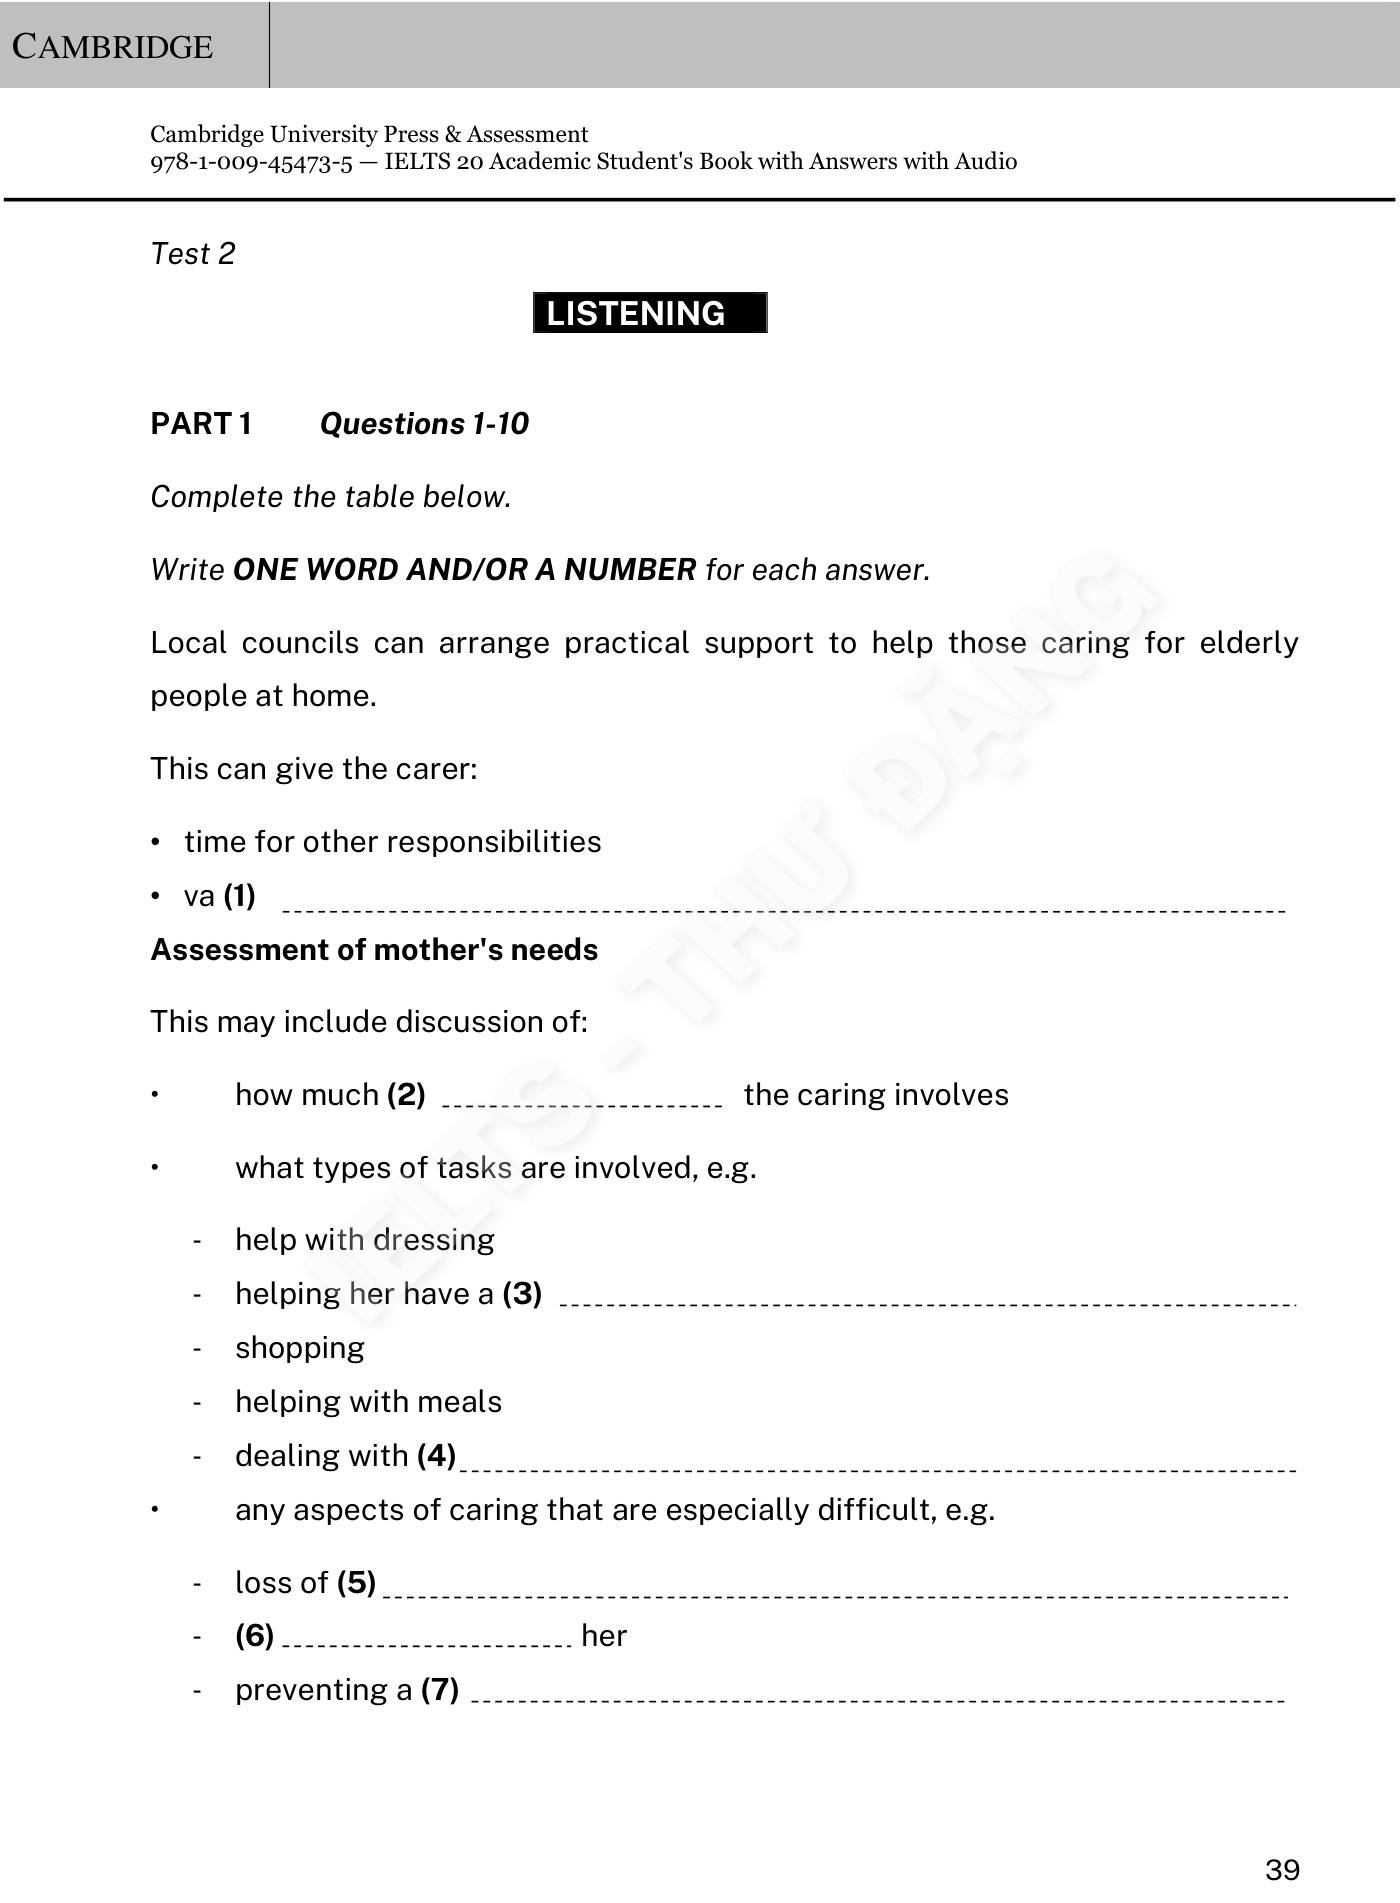 CAMBRIDGE
Cambridge University Press & Assessment
978-1-009-45473-5 — IELTS 20 Academic Student's Book with Answers with Audio
Test 2
LISTENING
PART 1 Questions 1-10
Complete the table below.
Write ONE WORD AND/OR A NUMBER for each answer.
Local councils can arrange practical support to help those caring for elderly
people at home.
This can give the carer:
• time for other responsibilities
• va (1)
Assessment of mother's needs
This may include discussion of:
• how much (2) the caring involves
• what types of tasks are involved, e.g.
- help with dressing
- helping her have a (3)
- shopping
- helping with meals
- dealing with (4)
• any aspects of caring that are especially difficult, e.g.
- loss of (5)
- (6) her
- preventing a (7)
39
IELTS - THƯ ĐẶNG